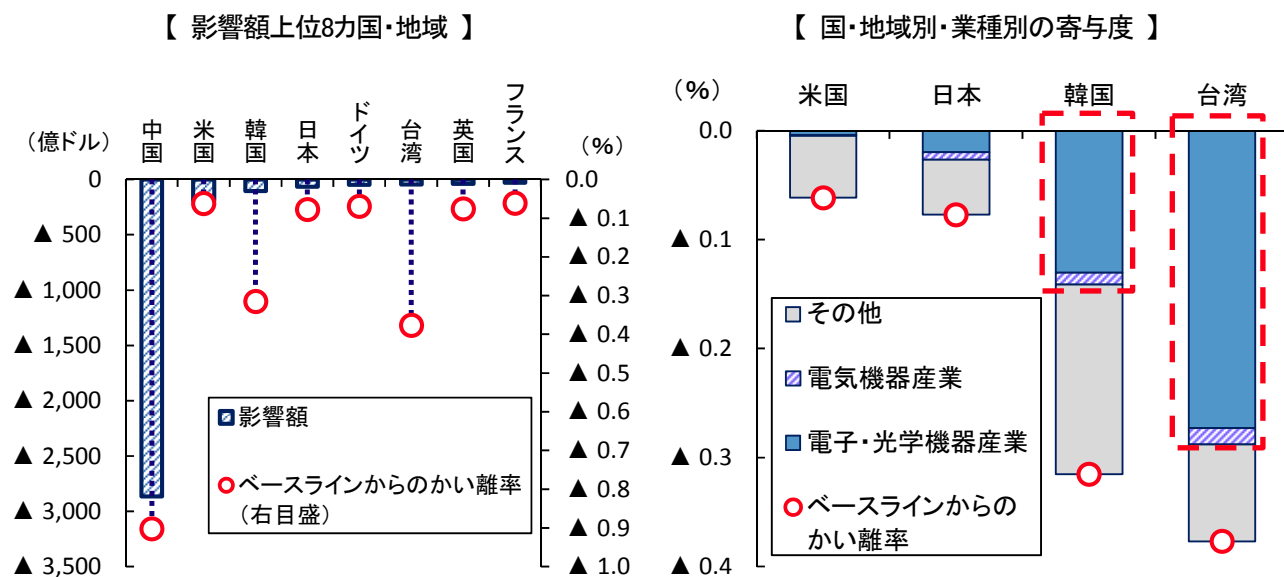 【 影響額上位8カ国・地域 】
(億ドル)
中国
米国
韓国
日本
ドイツ
台湾
英国
フランス
(%)
0
▲ 500
▲ 1,000
▲ 1,500
▲ 2,000
▲ 2,500
▲ 3,000
▲ 3,500
0.0
▲ 0.1
▲ 0.2
▲ 0.3
▲ 0.4
▲ 0.5
▲ 0.6
▲ 0.7
▲ 0.8
▲ 0.9
▲ 1.0
影響額
ベースラインからのかい離率
(右目盛)
【 国・地域別・業種別の寄与度 】
(%)
米国
日本
韓国
台湾
0.0
▲ 0.1
▲ 0.2
▲ 0.3
▲ 0.4
その他
電気機器産業
電子・光学機器産業
ベースラインからの
かい離率